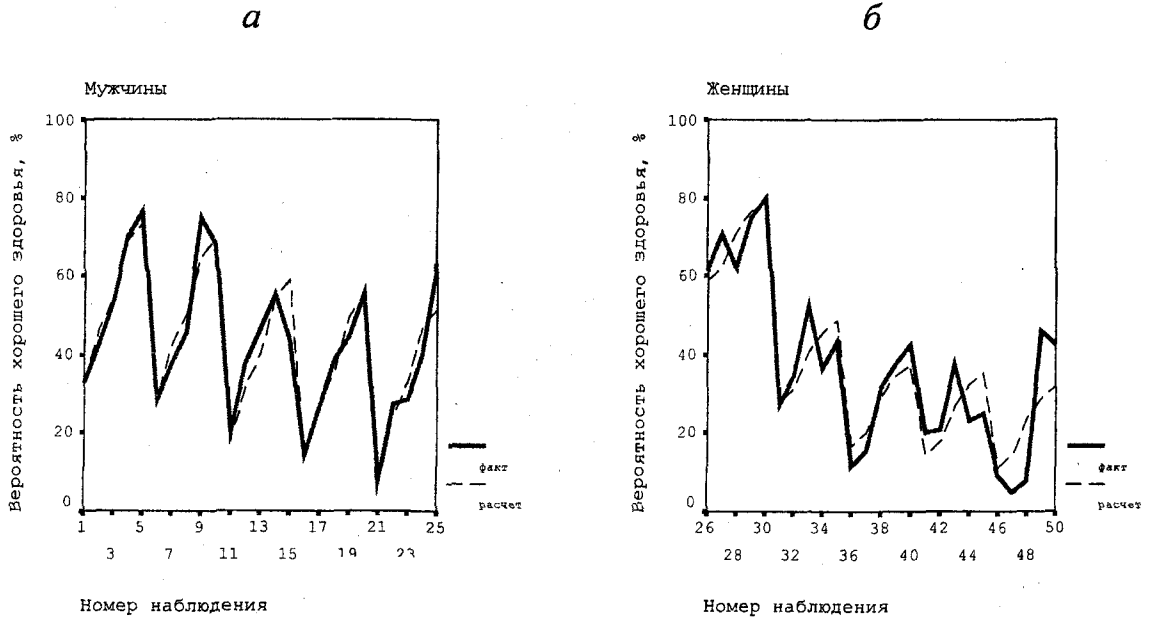 а
Мужчины
Вероятность хорошего здоровья, %
100
80
60
40
20
0
1 5 9 13 17 21 25
3 7 11 15 19 23
Номер наблюдения
факт
расчет
б
Женщины
Вероятность хорошего здоровья, %
100
80
60
40
20
0
26 30 34 38 42 46 50
28 32 36 40 44 48
Номер наблюдения
факт
расчет